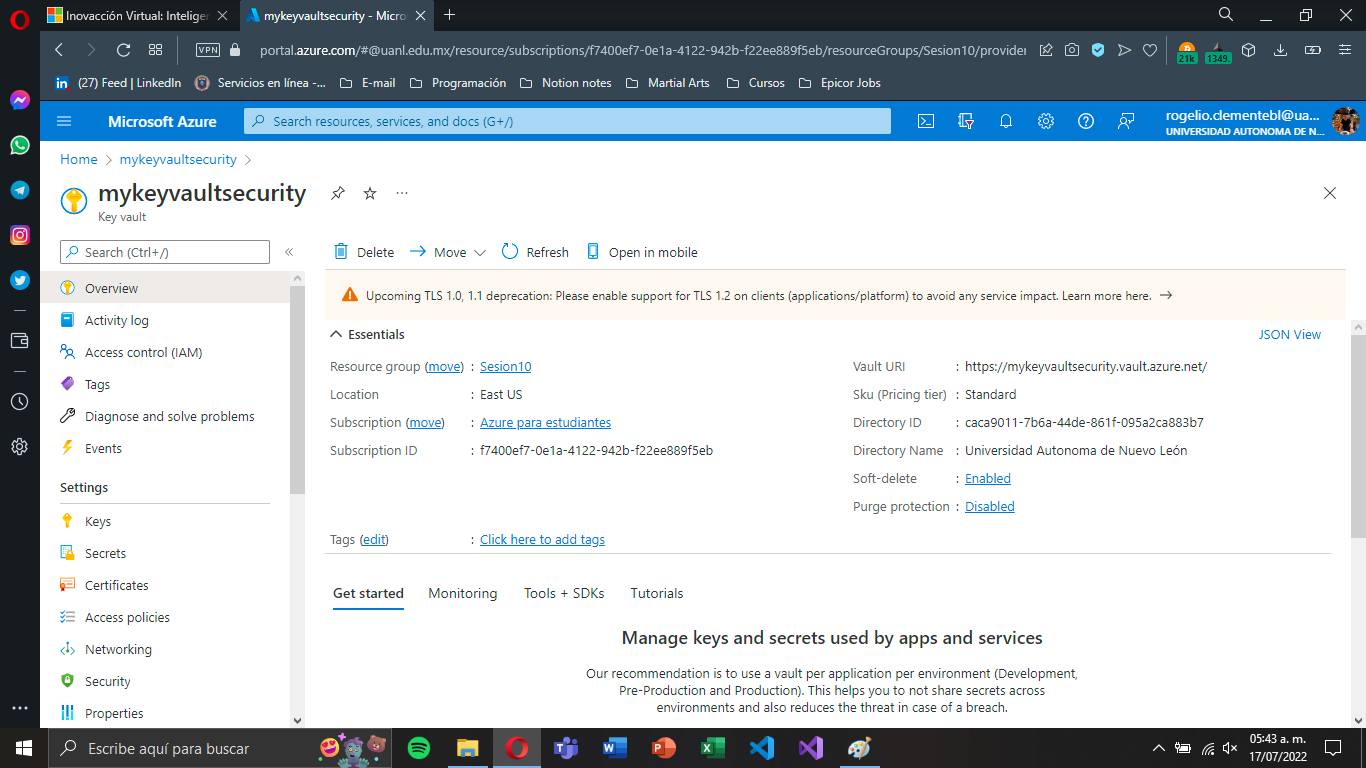 Inovacción Virtual: Inteligen
mykeyvaultsecurity - Micro
VPN
portal.azure.com/#@uanl.edu.mx/resource/subscriptions/f7400ef7-0e1a-4122-942b-f22ee889f5eb/resourceGroups/Sesion10/provider
21k
1349.
(27) Feed | LinkedIn
Servicios en línea -...
E-mail
Programación
Notion notes
Martial Arts
Cursos
Epicor Jobs
Microsoft Azure
Search resources, services, and docs (G+/)
rogelio.clementebl@ua...
UNIVERSIDAD AUTONOMA DE N...
Home > mykeyvaultsecurity >
mykeyvaultsecurity
Key vault
Search (Ctrl+/)
Overview
Activity log
Access control (IAM)
Tags
Diagnose and solve problems
Events
Settings
Keys
Secrets
Certificates
Access policies
Networking
Security
Properties
Delete
Move
Refresh
Open in mobile
Upcoming TLS 1.0, 1.1 deprecation: Please enable support for TLS 1.2 on clients (applications/platform) to avoid any service impact. Learn more here. →
Essentials
JSON View
Resource group (move) : Sesion10
Location : East US
Subscription (move) : Azure para estudiantes
Subscription ID : f7400ef7-0e1a-4122-942b-f22ee889f5eb
Vault URI : https://mykeyvaultsecurity.vault.azure.net/
Sku (Pricing tier) : Standard
Directory ID : caca9011-7b6a-44de-861f-095a2ca883b7
Directory Name : Universidad Autonoma de Nuevo León
Soft-delete : Enabled
Purge protection : Disabled
Tags (edit) : Click here to add tags
Get started
Monitoring
Tools + SDKs
Tutorials
Manage keys and secrets used by apps and services
Our recommendation is to use a vault per application per environment (Development,
Pre-Production and Production). This helps you to not share secrets across
environments and also reduces the threat in case of a breach.
Escribe aquí para buscar
05:43 a. m.
17/07/2022